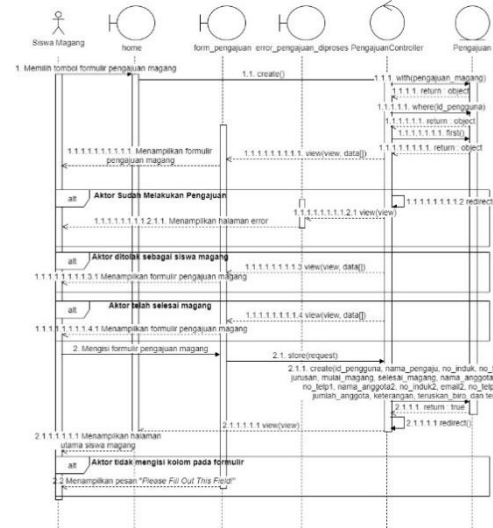 Siswa Magang
home
form_pengajuan
error_pengajuan_diproses
PengajuanController
Pengajuan
1. Memilih tombol formulir pengajuan magang
1.1. create()
1.1.1. with(pengajuan_magang)
1.1.1.1. return : object
1.1.1.1.1. where(id_pengguna)
1.1.1.1.1.1. return : object
1.1.1.1.1.1.1. first()
1.1.1.1.1.1.1.1. return : object
1.1.1.1.1.1.1.1.1. view(view, data[])
1.1.1.1.1.1.1.1.1.1. Menampilkan formulir
pengajuan magang
alt
Aktor Sudah Melakukan Pengajuan
1.1.1.1.1.1.1.1.2 redirect
1.1.1.1.1.1.1.1.2.1 view(view)
1.1.1.1.1.1.1.1.2.1.1. Menampilkan halaman error
alt
Aktor ditolak sebagai siswa magang
1.1.1.1.1.1.1.1.3 view(view, data[])
1.1.1.1.1.1.1.1.3.1 Menampilkan formulir pengajuan magang
alt
Aktor telah selesai magang
1.1.1.1.1.1.1.1.4 view(view, data[])
1.1.1.1.1.1.1.1.4.1 Menampilkan formulir pengajuan magang
2. Mengisi formulir pengajuan magang
2.1. store(request)
2.1.1. create(id_pengguna, nama_pengaju, no_induk,
jurusan, mulai_magang, selesai_magang,
no_telp1, nama_anggota2, no_induk2, email2,
jumlah_anggota, keterangan, teruskan_biro,
2.1.1.1. return : true
2.1.1.1.1 redirect()
2.1.1.1.1.1 view(view)
2.1.1.1.1.1.1 Menampilkan halaman
utama siswa magang
alt
Aktor tidak mengisi kolom pada formulir
2.2 Menampilkan pesan "Please Fill Out This Field!"